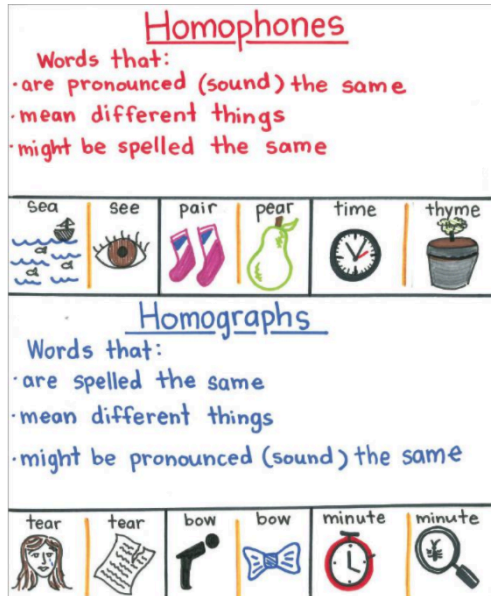 Homophones
Words that:
·are pronounced (sound) the same
·mean different things
·might be spelled the same
sea see pair pear time thyme
Homographs
Words that:
·are spelled the same
·mean different things
·might be pronounced (sound) the same
tear tear bow bow minute minute